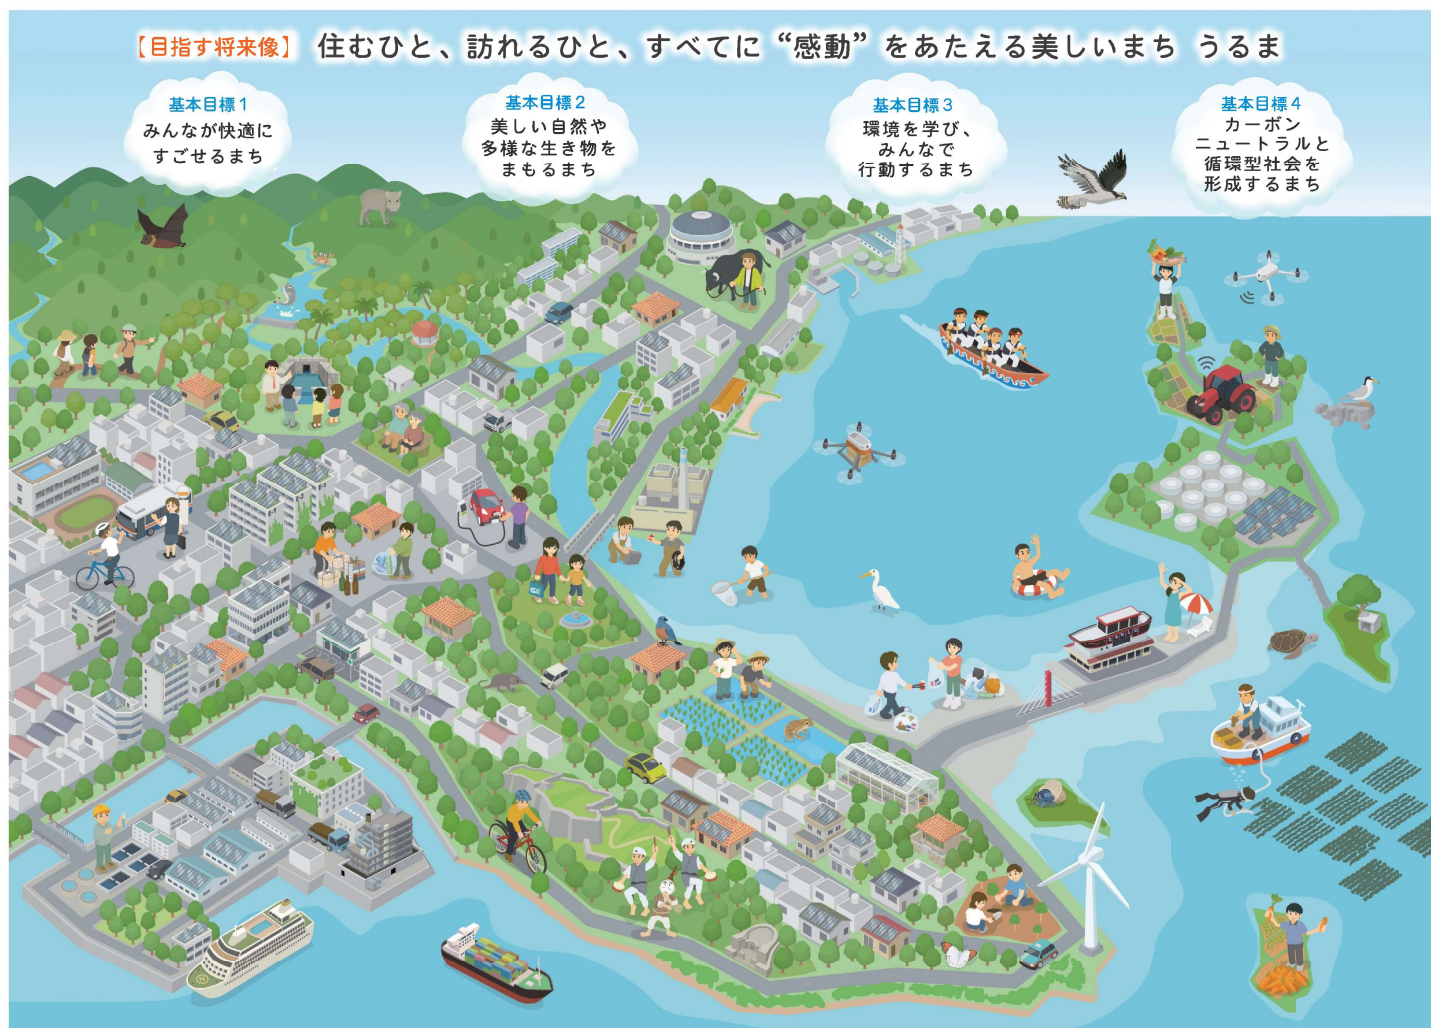 【目指す将来像】 住むひと、訪れるひと、すべてに“感動”をあたえる美しいまち うるま
基本目標1
みんなが快適に
すごせるまち
基本目標2
美しい自然や
多様な生き物を
まもるまち
基本目標3
環境を学び、
みんなで
行動するまち
基本目標4
カーボン
ニュートラルと
循環型社会を
形成するまち